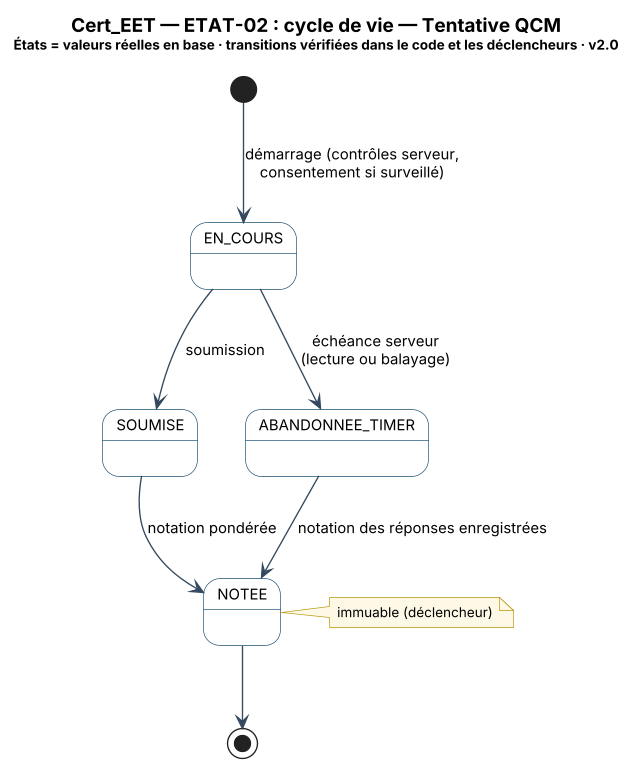 Cert_EET — ETAT-02 : cycle de vie — Tentative QCM
États = valeurs réelles en base · transitions vérifiées dans le code et les déclencheurs · v2.0
démarrage (contrôles serveur,
consentement si surveillé)
EN_COURS
soumission
échéance serveur
(lecture ou balayage)
SOUMISE
ABANDONNEE_TIMER
notation pondérée
notation des réponses enregistrées
NOTEE
immuable (déclencheur)